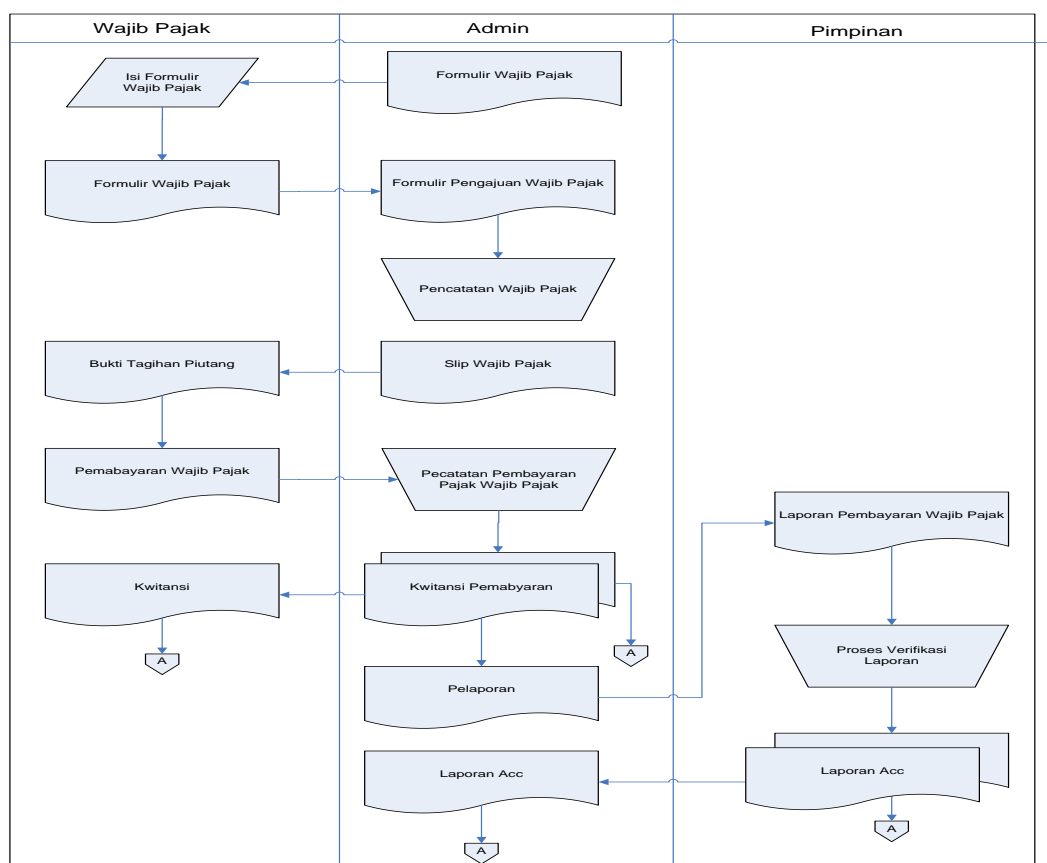 Wajib Pajak
Admin
Pimpinan
Isi Formulir
Wajib Pajak
Formulir Wajib Pajak
Formulir Wajib Pajak
Formulir Pengajuan Wajib Pajak
Pencatatan Wajib Pajak
Bukti Tagihan Piutang
Slip Wajib Pajak
Pemabayaran Wajib Pajak
Pecatatan Pembayaran
Pajak Wajib Pajak
Laporan Pembayaran Wajib Pajak
Kwitansi
Kwitansi Pemabyaran
A
A
Proses Verifikasi
Laporan
Pelaporan
Laporan Acc
Laporan Acc
A
A